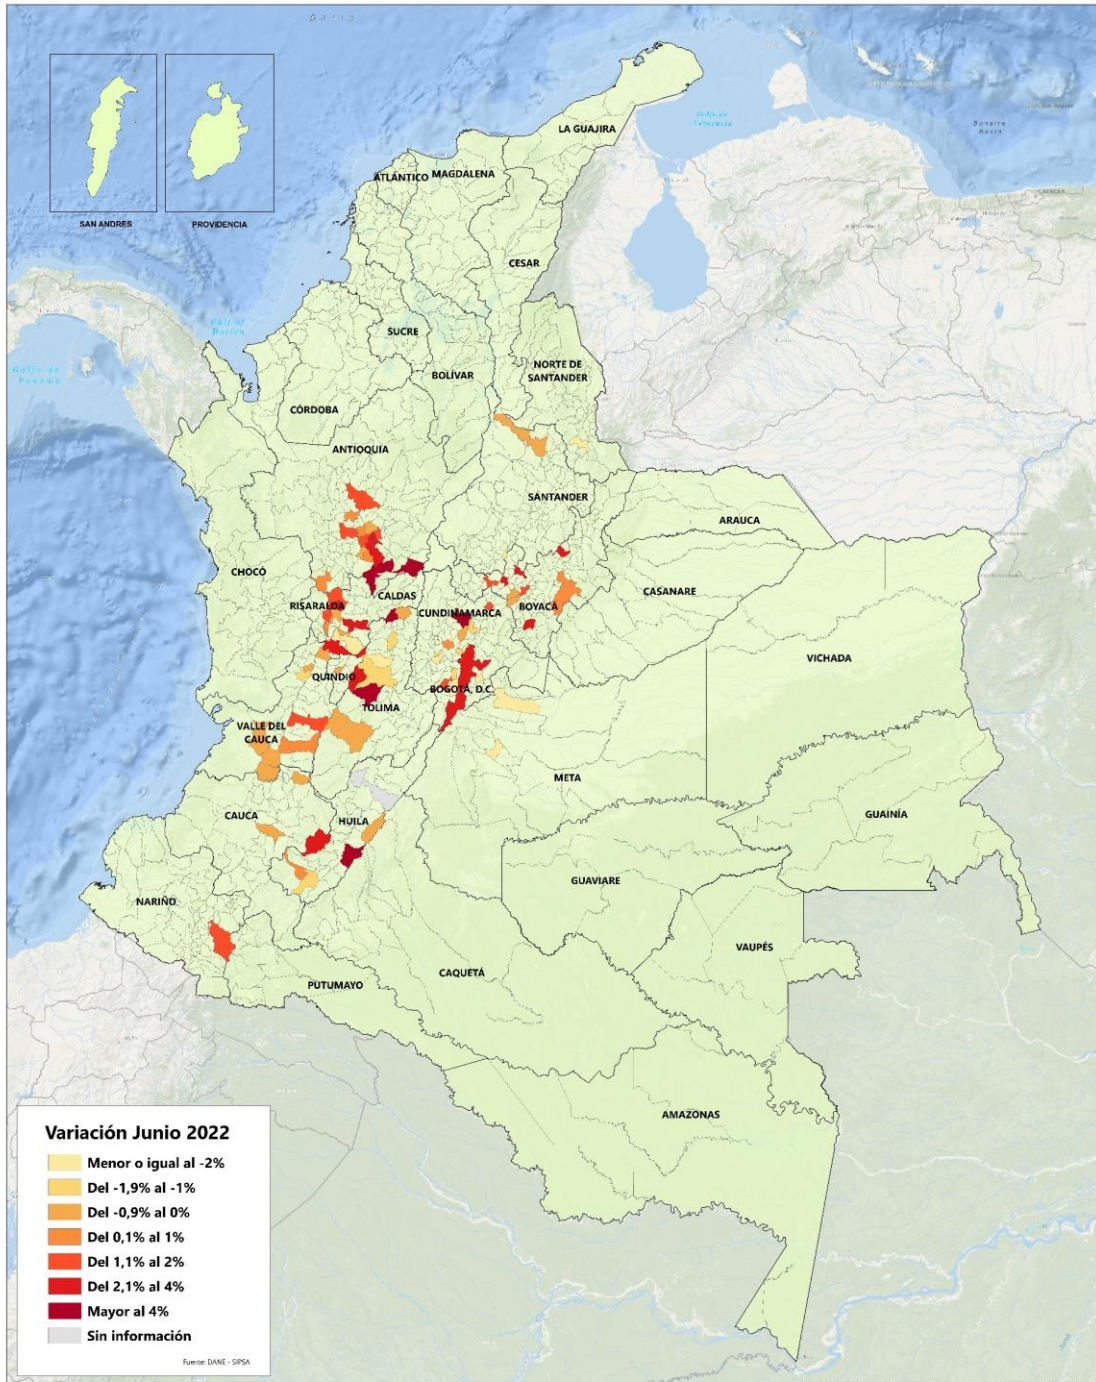 LA GUAJIRA
ATLÁNTICO
MAGDALENA
SAN ANDRES
PROVIDENCIA
CESAR
SUCRE
NORTE DE
SANTANDER
BOLÍVAR
CÓRDOBA
ANTIOQUIA
SANTANDER
ARAUCA
CHOCÓ
CASANARE
CALDAS
RISARALDA
CUNDINAMARCA
BOYACÁ
VICHADA
QUINDIO
BOGOTÁ, D.C.
TOLIMA
VALLE DEL
CAUCA
META
CAUCA
HUILA
GUAINÍA
GUAVIARE
NARIÑO
VAUPÉS
CAQUETÁ
PUTUMAYO
AMAZONAS
Variación Junio 2022
Menor o igual al -2%
Del -1,9% al -1%
Del -0,9% al 0%
Del 0,1% al 1%
Del 1,1% al 2%
Del 2,1% al 4%
Mayor al 4%
Sin información
Fuente: DANE - SIPSA